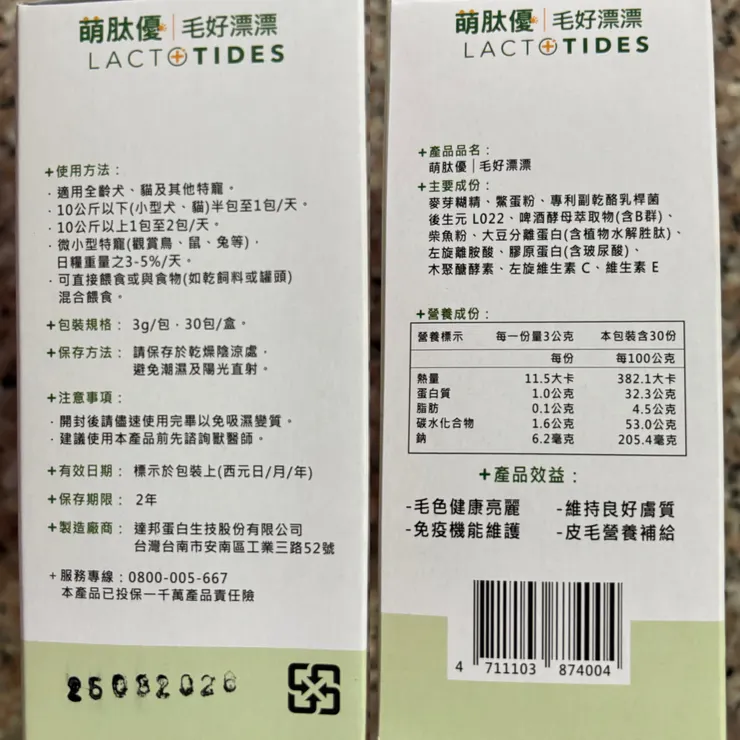 萌肽優|毛好漂漂
LACTOTIDES
+使用方法：
·適用全齡犬、貓及其他特寵。
·10公斤以下(小型犬、貓)半包至1包/天。
·10公斤以上1包至2包/天。
·微小型特寵(觀賞鳥、鼠、兔等)，
日糧重量之3-5%/天。
·可直接餵食或與食物(如乾飼料或罐頭)
混合餵食。
+包裝規格：3g/包，30包/盒。
+保存方法：請保存於乾燥陰涼處，
避免潮濕及陽光直射。
+注意事項：
·開封後請儘速使用完畢以免吸濕變質。
·建議使用本產品前先諮詢獸醫師。
+有效日期：標示於包裝上(西元日/月/年)
+保存期限：2年
+製造廠商：達邦蛋白生技股份有限公司
台灣台南市安南區工業三路52號
+服務專線：0800-005-667
本產品已投保一千萬產品責任險
25082026
萌肽優|毛好漂漂
LACTOTIDES
+產品品名：
萌肽優|毛好漂漂
+主要成份：
麥芽糊精、鱉蛋粉、專利副乾酪乳桿菌
後生元 L022、啤酒酵母萃取物(含B群)、
柴魚粉、大豆分離蛋白(含植物水解胜肽)、
左旋離胺酸、膠原蛋白(含玻尿酸)、
木聚醣酵素、左旋維生素 C、維生素 E
+營養成份：
營養標示 每一份量3公克 本包裝含30份
每份 每100公克
熱量 11.5大卡 382.1大卡
蛋白質 1.0公克 32.3公克
脂肪 0.1公克 4.5公克
碳水化合物 1.6公克 53.0公克
鈉 6.2毫克 205.4毫克
+產品效益：
-毛色健康亮麗 -維持良好膚質
-免疫機能維護 -皮毛營養補給
4 711103 874004